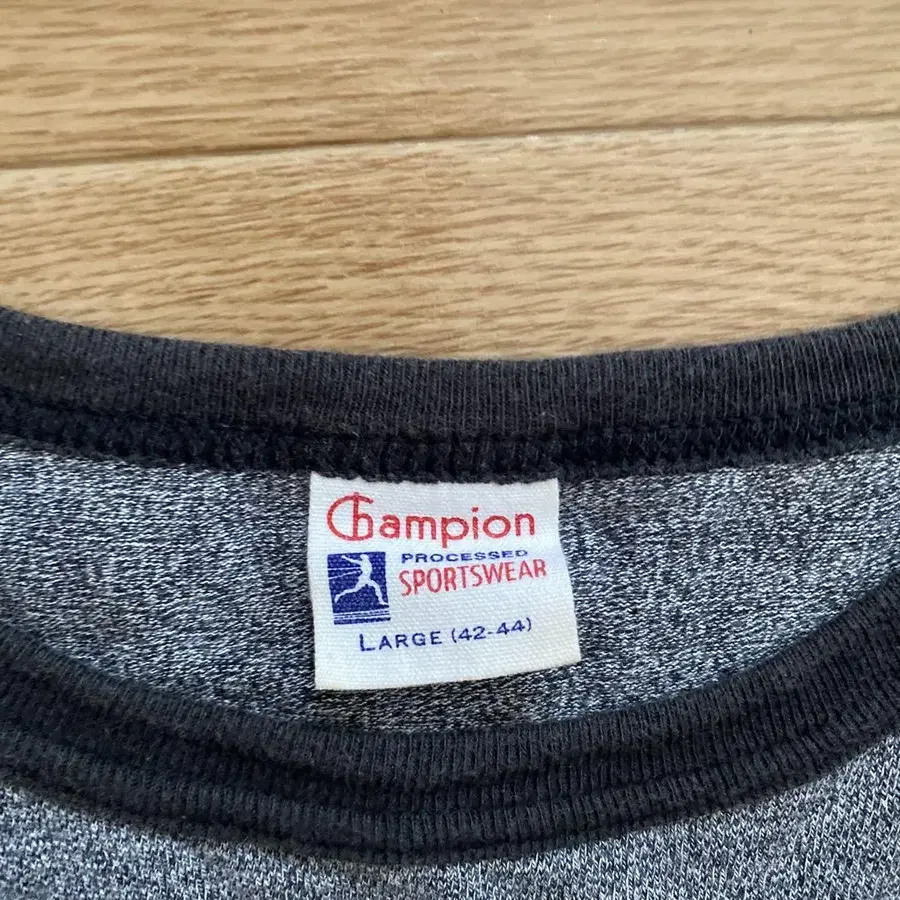 Champion
PROCESSED
SPORTSWEAR
LARGE (42-44)